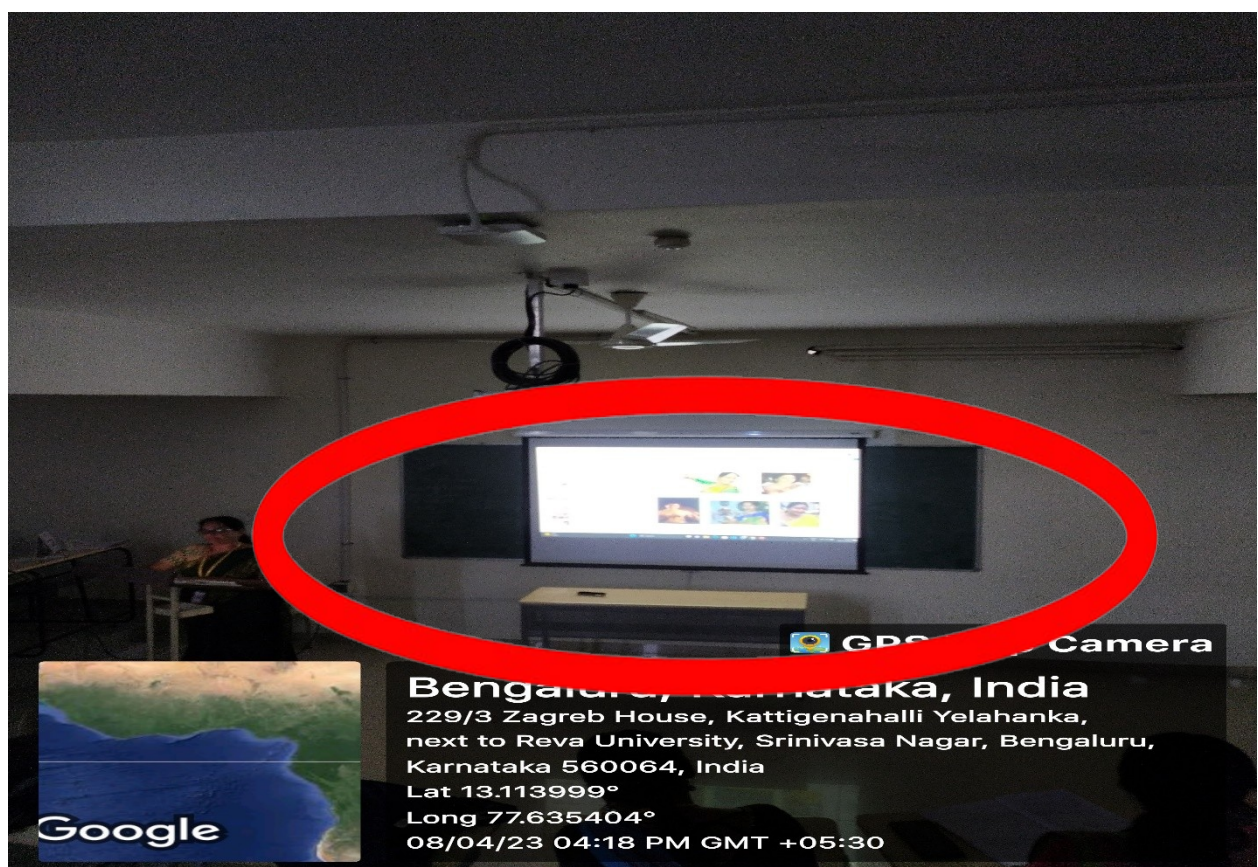 Camera
India
229/3 Zagreb House, Kattigenahalli Yelahanka,
next to Reva University, Srinivasa Nagar, Bengaluru,
Karnataka 560064, India
Lat 13.113999°
Long 77.635404°
08/04/23 04:18 PM GMT +05:30
Google